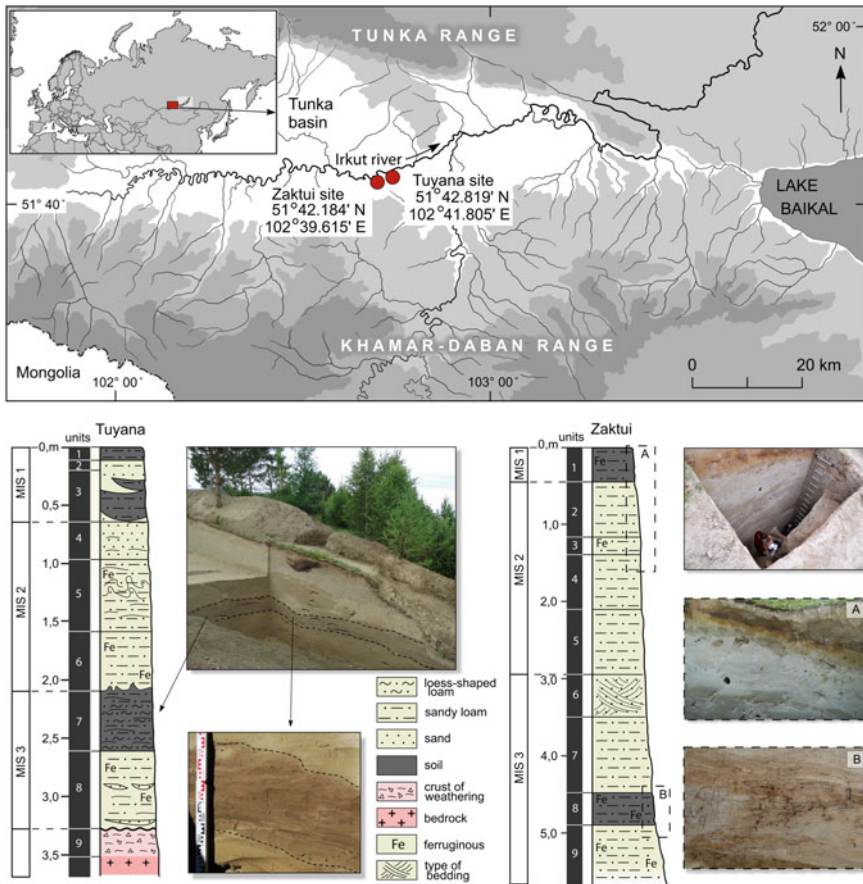 TUNKA RANGE
52° 00'
N
Tunka
basin
Irkut river
Zaktui site
51°42.184' N
102°39.615' E
Tuyana site
51°42.819' N
102°41.805' E
LAKE
BAIKAL
51° 40'
KHAMAR-DABAN RANGE
Mongolia
102° 00'
103° 00'
0 20 km
Tuyana
units
0,m
0,5
1,0
1,5
2,0
2,5
3,0
3,5
MIS 1
MIS 2
MIS 3
1
2
3
4
5
6
7
8
9
Fe
Fe
Fe
Fe
Fe
loess-shaped
loam
sandy loam
sand
soil
crust of
weathering
bedrock
Fe ferruginous
type of
bedding
Zaktui
units
0,m
1,0
2,0
3,0
4,0
5,0
MIS 1
MIS 2
MIS 3
1
2
3
4
5
6
7
8
9
Fe
Fe
Fe
Fe
Fe
Fe
A
B
A
B